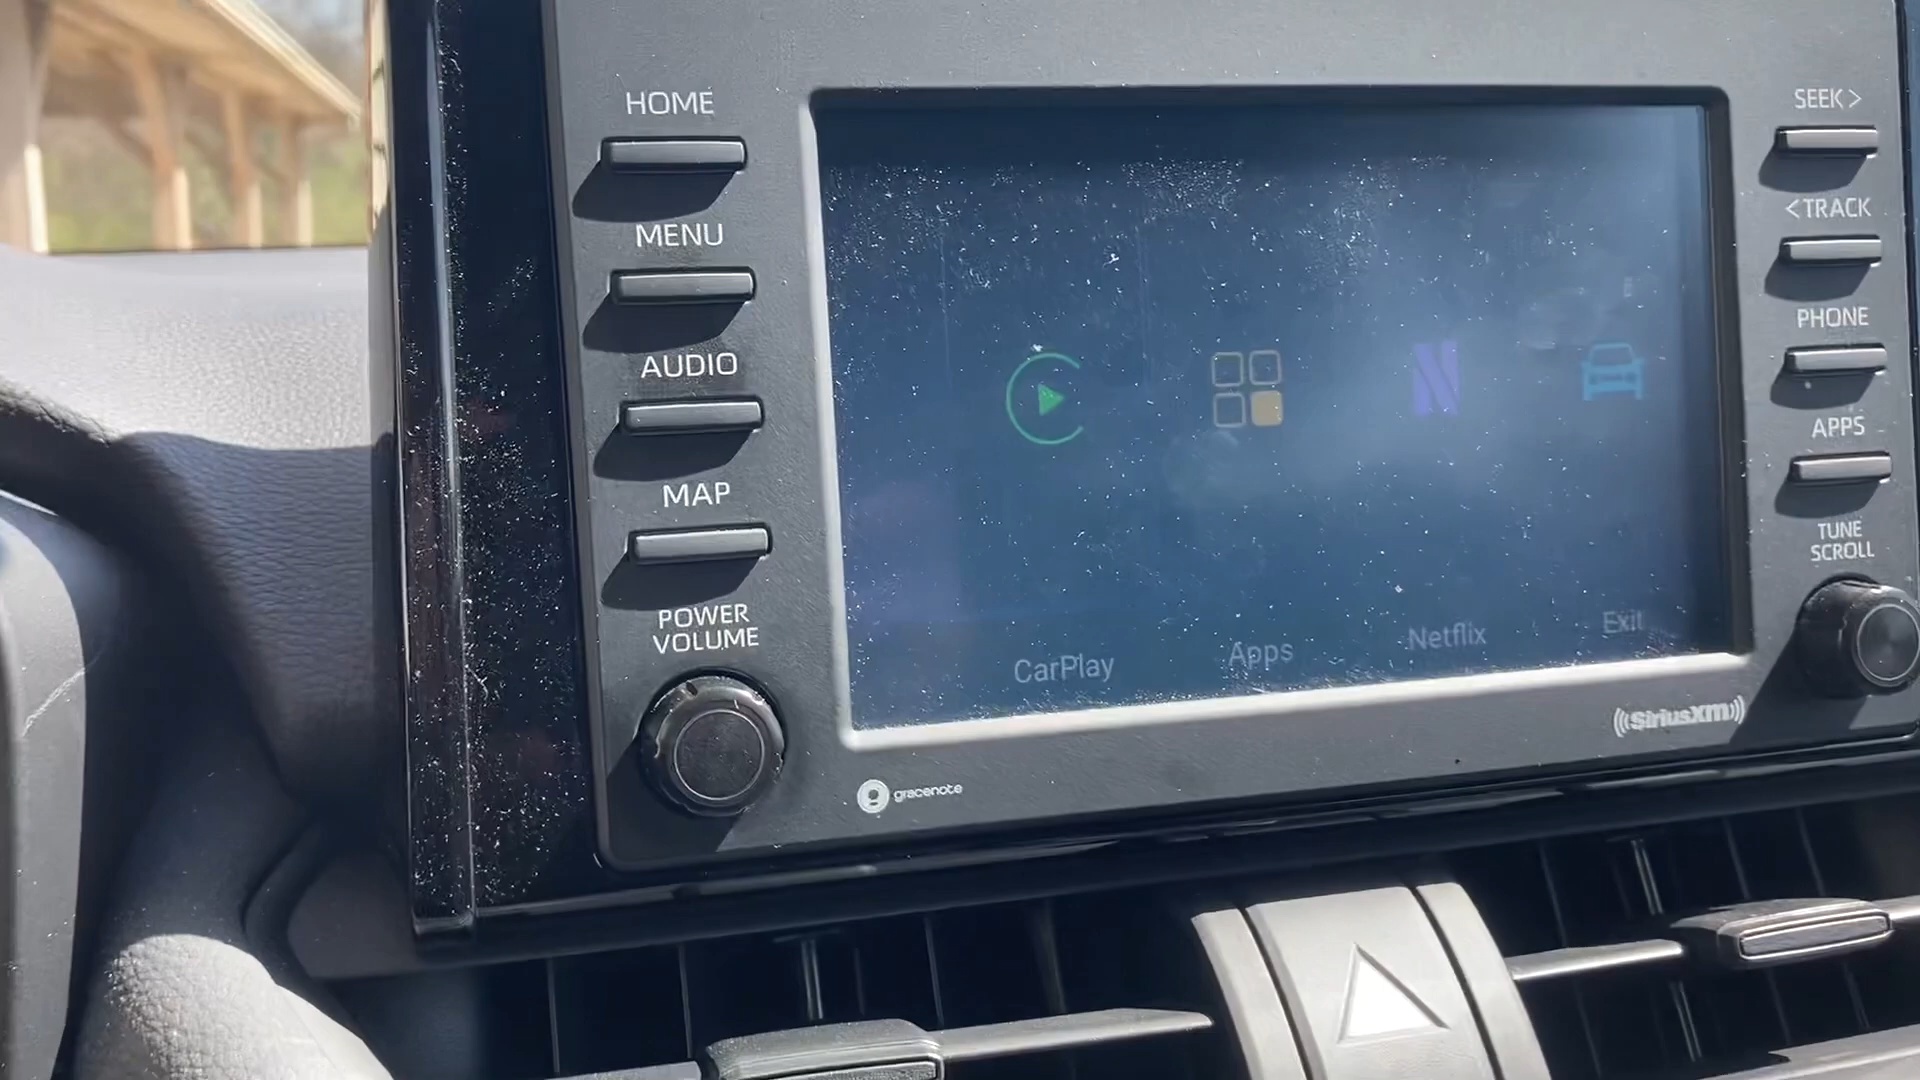 HOME
MENU
AUDIO
MAP
POWER
VOLUME
CarPlay
Apps
Netflix
Exit
gracenote
SiriusXM
SEEK >
< TRACK
PHONE
APPS
TUNE
SCROLL